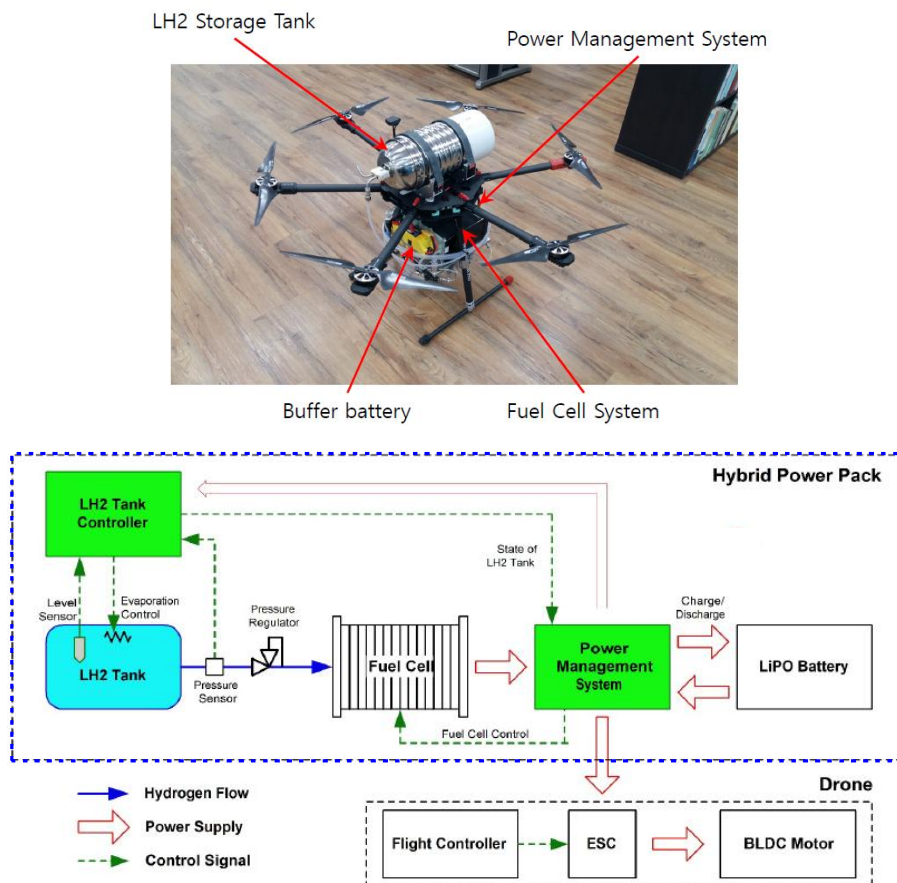 LH2 Storage Tank
Power Management System
Buffer battery
Fuel Cell System
Hybrid Power Pack
LH2 Tank
Controller
State of
LH2 Tank
Level
Sensor
Evaporation
Control
Pressure
Regulator
Charge/
Discharge
LH2 Tank
Pressure
Sensor
Fuel Cell
Power
Management
System
LiPO Battery
Fuel Cell Control
Hydrogen Flow
Power Supply
Control Signal
Drone
Flight Controller
ESC
BLDC Motor